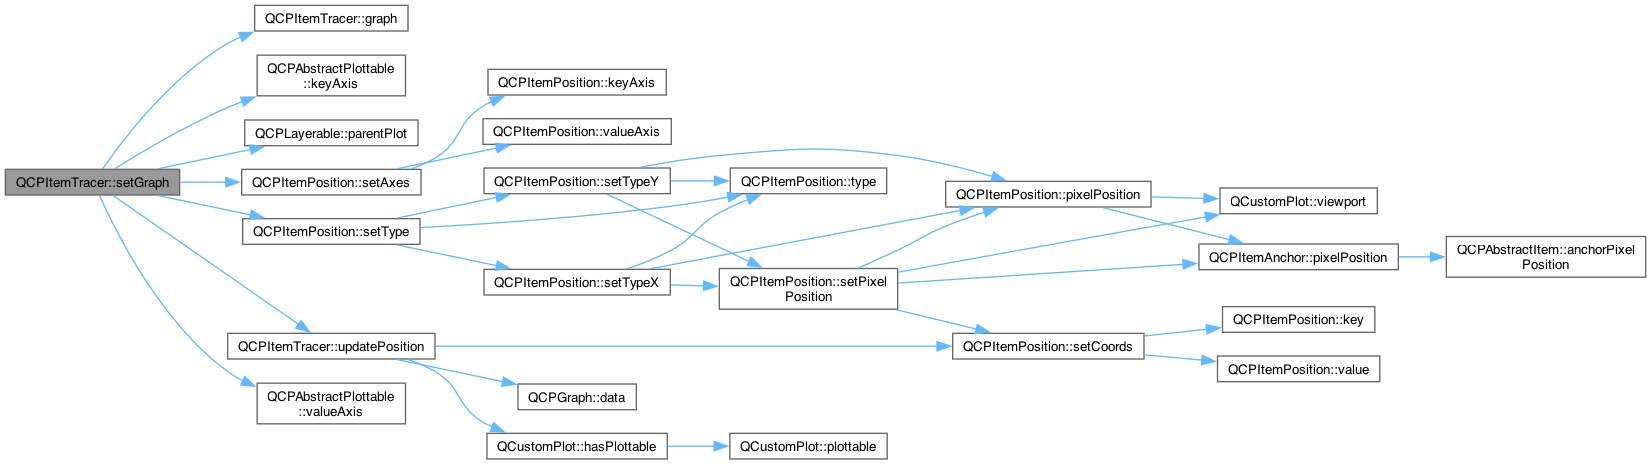 QCPItemTracer::setGraph
QCPItemTracer::graph
QCPAbstractPlottable
::keyAxis
QCPLayerable::parentPlot
QCPItemPosition::setAxes
QCPItemPosition::setType
QCPItemTracer::updatePosition
QCPAbstractPlottable
::valueAxis
QCPItemPosition::keyAxis
QCPItemPosition::valueAxis
QCPItemPosition::setTypeY
QCPItemPosition::setTypeX
QCPGraph::data
QCustomPlot::hasPlottable
QCPItemPosition::type
QCPItemPosition::setPixel
Position
QCustomPlot::plottable
QCPItemPosition::pixelPosition
QCPItemPosition::setCoords
QCustomPlot::viewport
QCPItemAnchor::pixelPosition
QCPItemPosition::key
QCPItemPosition::value
QCPAbstractItem::anchorPixel
Position